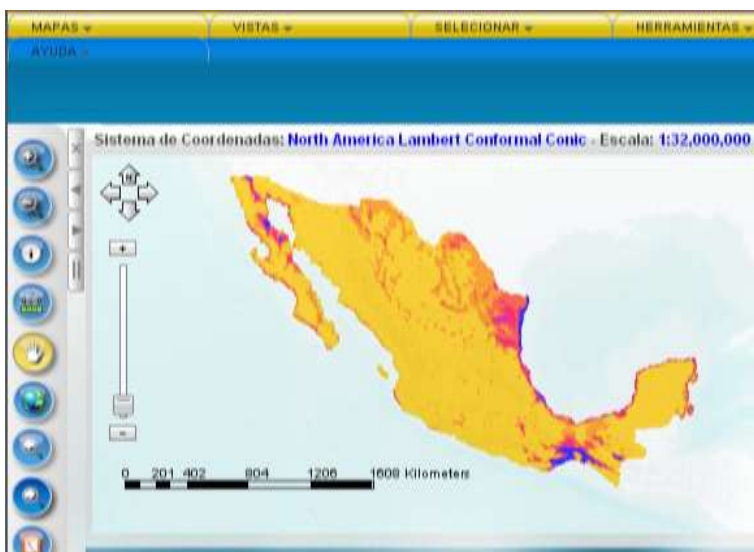 MAPAS VISTAS SELECIONAR HERRAMIENTAS
AYUDA
Sistema de Coordenadas: North America Lambert Conformal Conic - Escala: 1:32,000,000
N
0 201 402 804 1206 1608 Kilometers